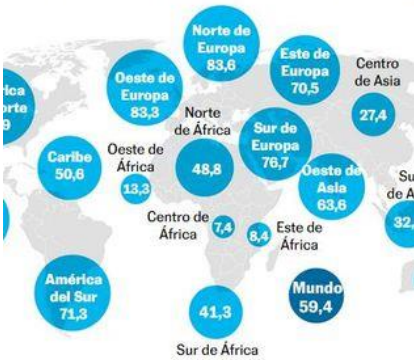 Norte de
Europa
83,6
Este de
Europa
70,5
Centro
de Asia
27,4
Oeste de
Europa
83,3
Norte
de África
48,8
Sur de
Europa
76,7
Caribe
50,6
Oeste de
África
13,3
Oeste de
Asia
63,6
Centro de
África
7,4
8,4
Este de
África
América
del Sur
71,3
41,3
Sur de África
Mundo
59,4